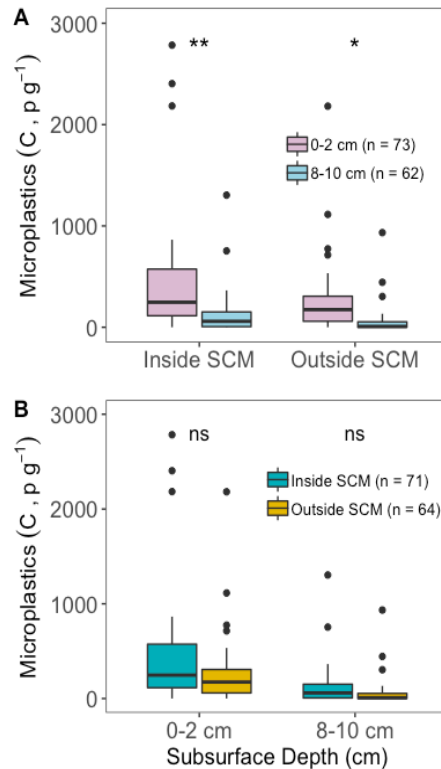 A
Microplastics (C , p g⁻¹)
3000
2000
1000
0
**
*
0-2 cm (n = 73)
8-10 cm (n = 62)
Inside SCM
Outside SCM
B
Microplastics (C , p g⁻¹)
3000
2000
1000
0
ns
ns
Inside SCM (n = 71)
Outside SCM (n = 64)
0-2 cm
8-10 cm
Subsurface Depth (cm)